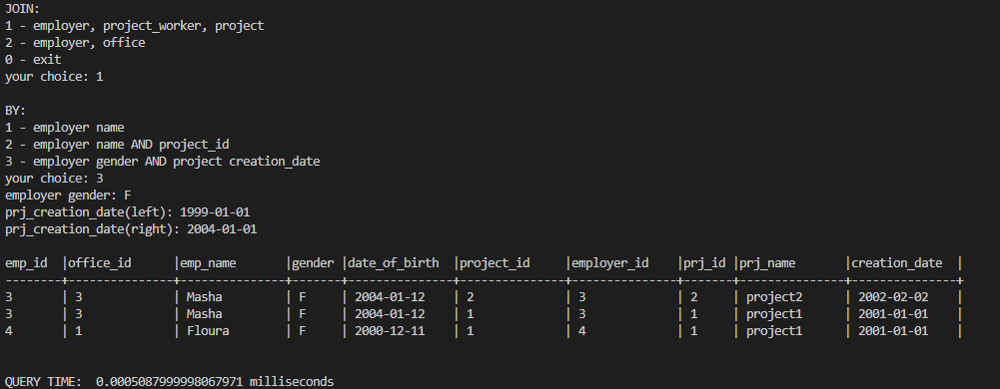 JOIN:
1 - employer, project_worker, project
2 - employer, office
0 - exit
your choice: 1
BY:
1 - employer name
2 - employer name AND project_id
3 - employer gender AND project creation_date
your choice: 3
employer gender: F
prj_creation_date(left): 1999-01-01
prj_creation_date(right): 2004-01-01
emp_id |office_id |emp_name |gender |date_of_birth |project_id |employer_id |prj_id |prj_name |creation_date |
--------+--------------+--------------+------+--------------+--------------+--------------+------+--------------+--------------+
3 | 3 | Masha | F | 2004-01-12 | 2 | 3 | 2 | project2 | 2002-02-02 |
3 | 3 | Masha | F | 2004-01-12 | 1 | 3 | 1 | project1 | 2001-01-01 |
4 | 1 | Floura | F | 2000-12-11 | 1 | 4 | 1 | project1 | 2001-01-01 |
QUERY TIME: 0.0005087999998067971 milliseconds